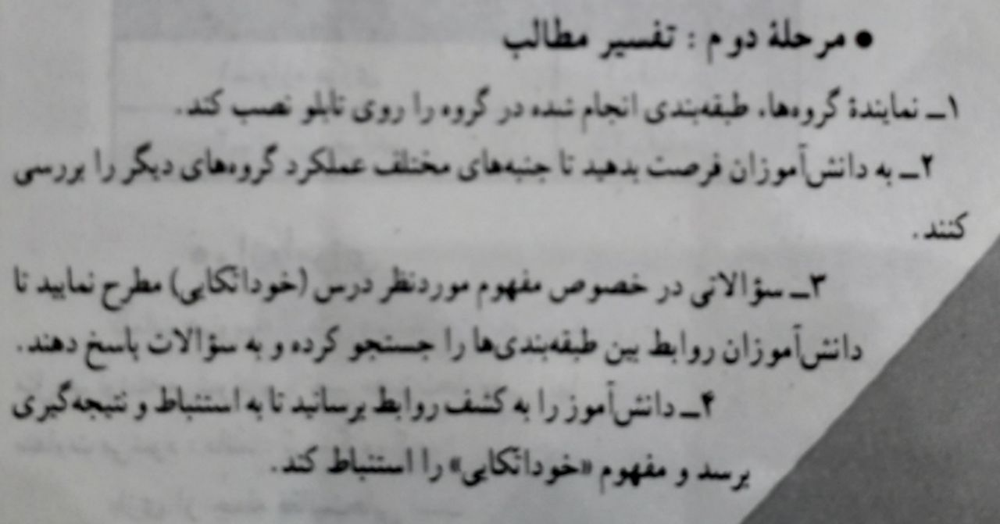 ● مرحلهٔ دوم : تفسیر مطالب
۱ــ نمایندهٔ گروه‌ها، طبقه‌بندی انجام شده در گروه را روی تابلو نصب کند.
۲ــ به دانش‌آموزان فرصت بدهید تا جنبه‌های مختلف عملکرد گروه‌های دیگر را بررسی
کنند.
۳ــ سؤالاتی در خصوص مفهوم موردنظر درس (خوداتکایی) مطرح نمایید تا
دانش‌آموزان روابط بین طبقه‌بندی‌ها را جستجو کرده و به سؤالات پاسخ دهند.
۴ــ دانش‌آموز را به کشف روابط برسانید تا به استنباط و نتیجه‌گیری
برسد و مفهوم «خوداتکایی» را استنباط کند.